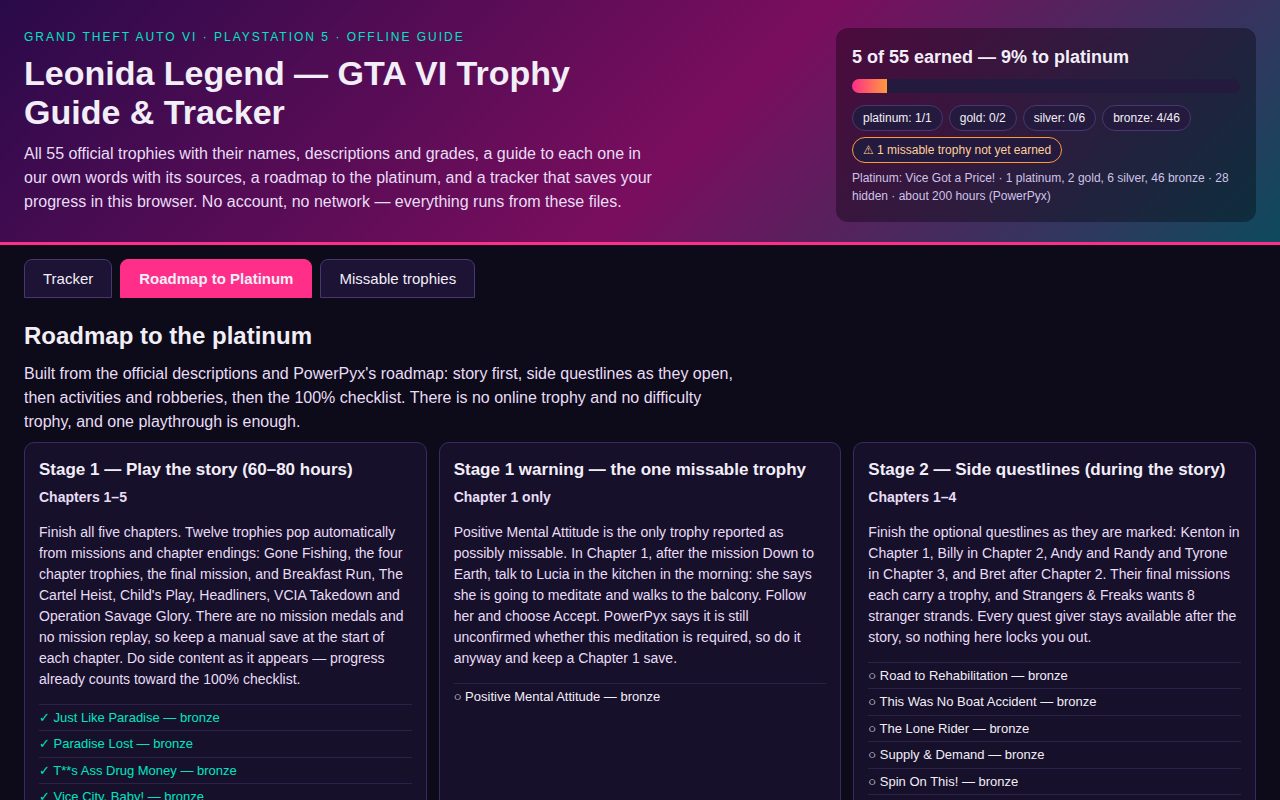 GRAND THEFT AUTO VI · PLAYSTATION 5 · OFFLINE GUIDE
Leonida Legend — GTA VI Trophy
Guide & Tracker
All 55 official trophies with their names, descriptions and grades, a guide to each one in
our own words with its sources, a roadmap to the platinum, and a tracker that saves your
progress in this browser. No account, no network — everything runs from these files.
5 of 55 earned — 9% to platinum
platinum: 1/1
gold: 0/2
silver: 0/6
bronze: 4/46
⚠ 1 missable trophy not yet earned
Platinum: Vice Got a Price! · 1 platinum, 2 gold, 6 silver, 46 bronze · 28
hidden · about 200 hours (PowerPyx)
Tracker
Roadmap to Platinum
Missable trophies
Roadmap to the platinum
Built from the official descriptions and PowerPyx's roadmap: story first, side questlines as they open,
then activities and robberies, then the 100% checklist. There is no online trophy and no difficulty
trophy, and one playthrough is enough.
Stage 1 — Play the story (60–80 hours)
Chapters 1–5
Finish all five chapters. Twelve trophies pop automatically
from missions and chapter endings: Gone Fishing, the four
chapter trophies, the final mission, and Breakfast Run, The
Cartel Heist, Child's Play, Headliners, VCIA Takedown and
Operation Savage Glory. There are no mission medals and
no mission replay, so keep a manual save at the start of
each chapter. Do side content as it appears — progress
already counts toward the 100% checklist.
✓ Just Like Paradise — bronze
✓ Paradise Lost — bronze
✓ T**s Ass Drug Money — bronze
✓ Vice City, Baby! — bronze
Stage 1 warning — the one missable trophy
Chapter 1 only
Positive Mental Attitude is the only trophy reported as
possibly missable. In Chapter 1, after the mission Down to
Earth, talk to Lucia in the kitchen in the morning: she says
she is going to meditate and walks to the balcony. Follow
her and choose Accept. PowerPyx says it is still
unconfirmed whether this meditation is required, so do it
anyway and keep a Chapter 1 save.
○ Positive Mental Attitude — bronze
Stage 2 — Side questlines (during the story)
Chapters 1–4
Finish the optional questlines as they are marked: Kenton in
Chapter 1, Billy in Chapter 2, Andy and Randy and Tyrone
in Chapter 3, and Bret after Chapter 2. Their final missions
each carry a trophy, and Strangers & Freaks wants 8
stranger strands. Every quest giver stays available after the
story, so nothing here locks you out.
○ Road to Rehabilitation — bronze
○ This Was No Boat Accident — bronze
○ The Lone Rider — bronze
○ Supply & Demand — bronze
○ Spin On This! — bronze